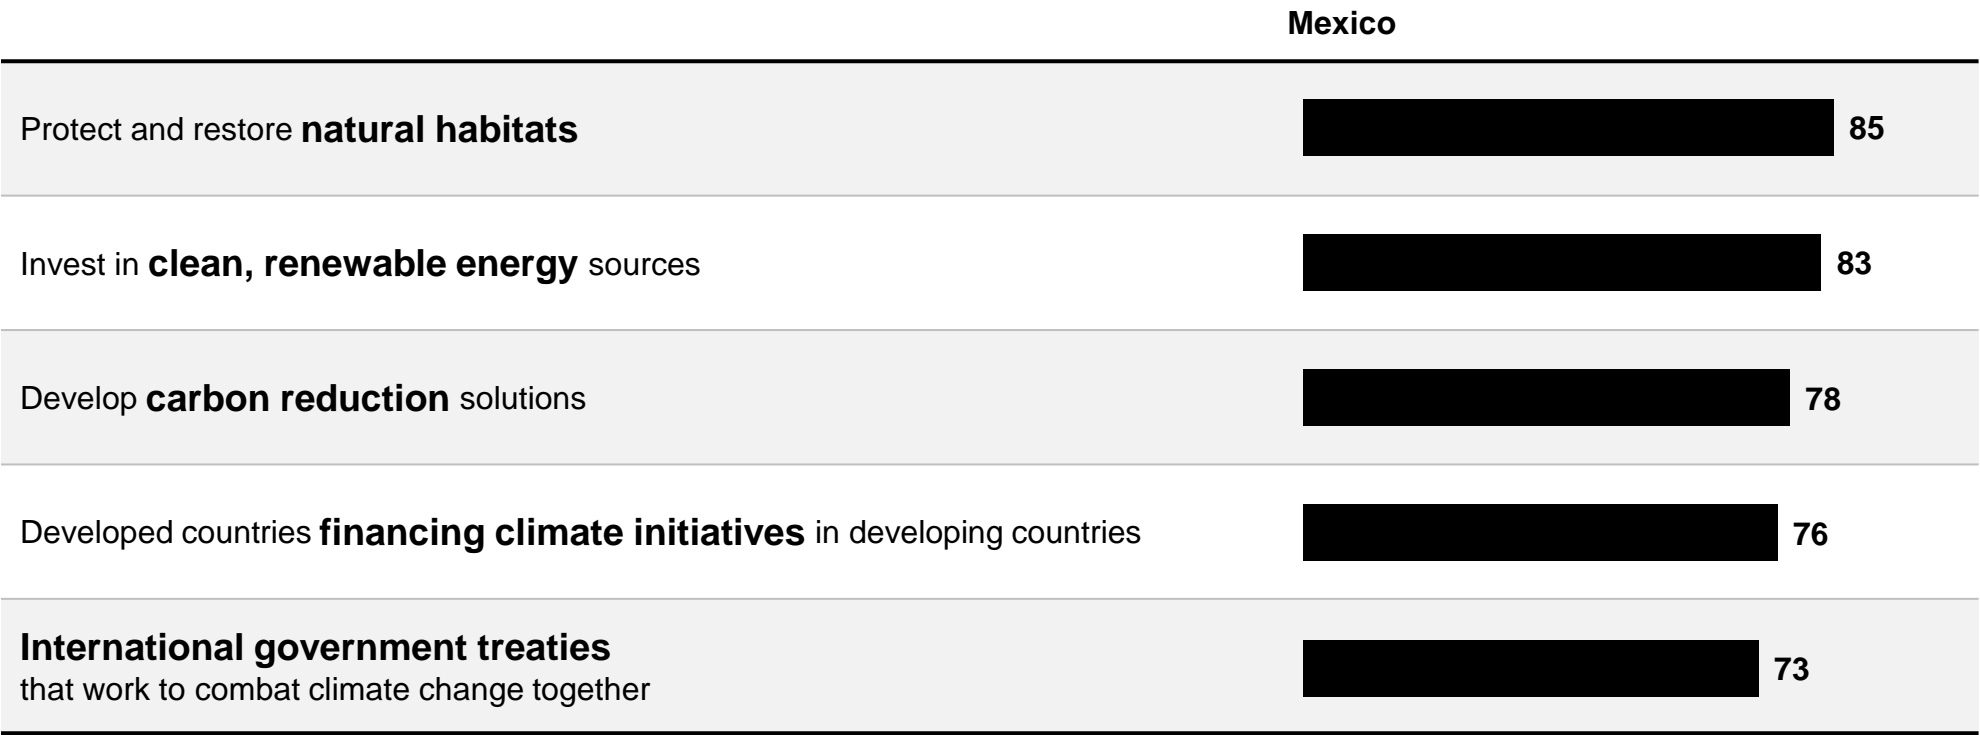 Mexico
Protect and restore natural habitats
85
Invest in clean, renewable energy sources
83
Develop carbon reduction solutions
78
Developed countries financing climate initiatives in developing countries
76
International government treaties
that work to combat climate change together
73